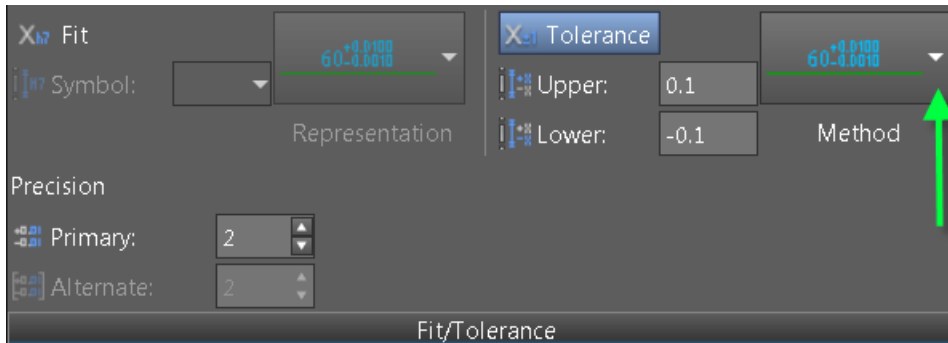 Xh7 Fit
60+0.0100 -0.0010
Symbol:
Representation
Tolerance
Upper: 0.1
Lower: -0.1
60+0.0100 -0.0010
Method
Precision
Primary: 2
Alternate: 2
Fit/Tolerance